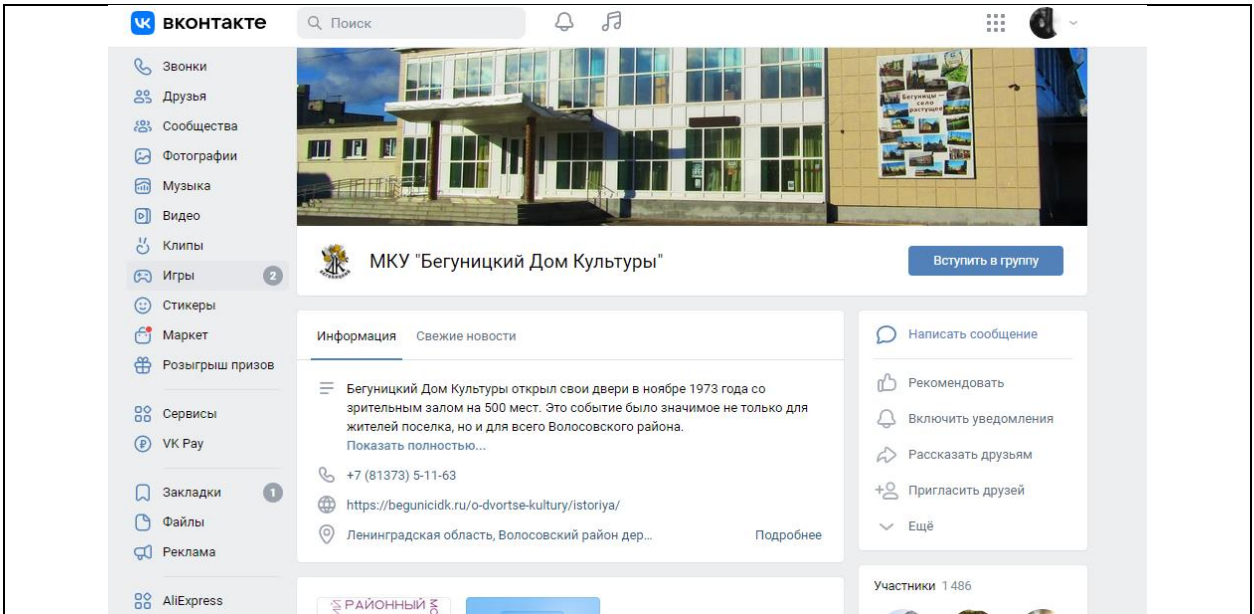 вконтакте
Поиск
Звонки
Друзья
Сообщества
Фотографии
Музыка
Видео
Клипы
Игры 2
Стикеры
Маркет
Розыгрыш призов
Сервисы
VK Pay
Закладки 1
Файлы
Реклама
AliExpress
Бегуницы —
село
растущее
МКУ "Бегуницкий Дом Культуры"
Вступить в группу
Информация Свежие новости
Бегуницкий Дом Культуры открыл свои двери в ноябре 1973 года со
зрительным залом на 500 мест. Это событие было значимое не только для
жителей поселка, но и для всего Волосовского района.
Показать полностью...
+7 (81373) 5-11-63
https://begunicidk.ru/o-dvortse-kultury/istoriya/
Ленинградская область, Волосовский район дер... Подробнее
РАЙОННЫЙ
Написать сообщение
Рекомендовать
Включить уведомления
Рассказать друзьям
Пригласить друзей
Ещё
Участники 1 486